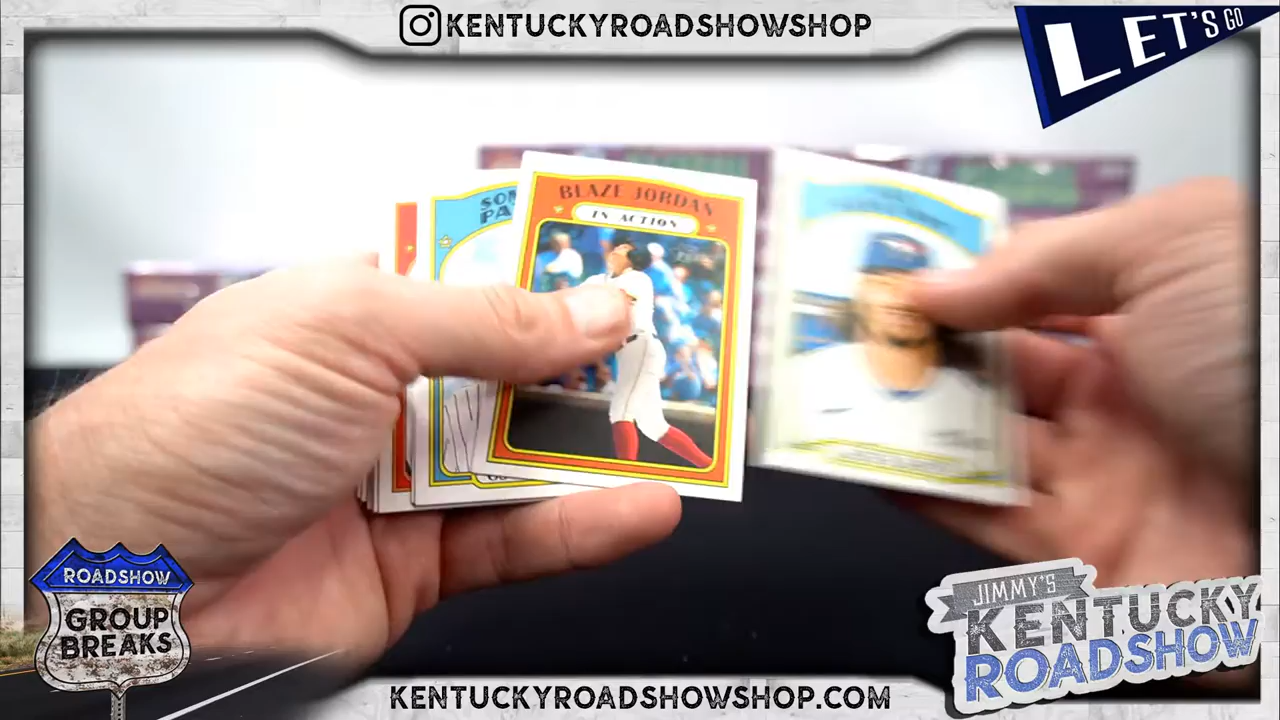 KENTUCKYROADSHOWSHOP
LET'S GO
BLAZE JORDAN
IN ACTION
ROADSHOW
GROUP
BREAKS
JIMMY'S
KENTUCKY
ROADSHOW
KENTUCKYROADSHOWSHOP.COM